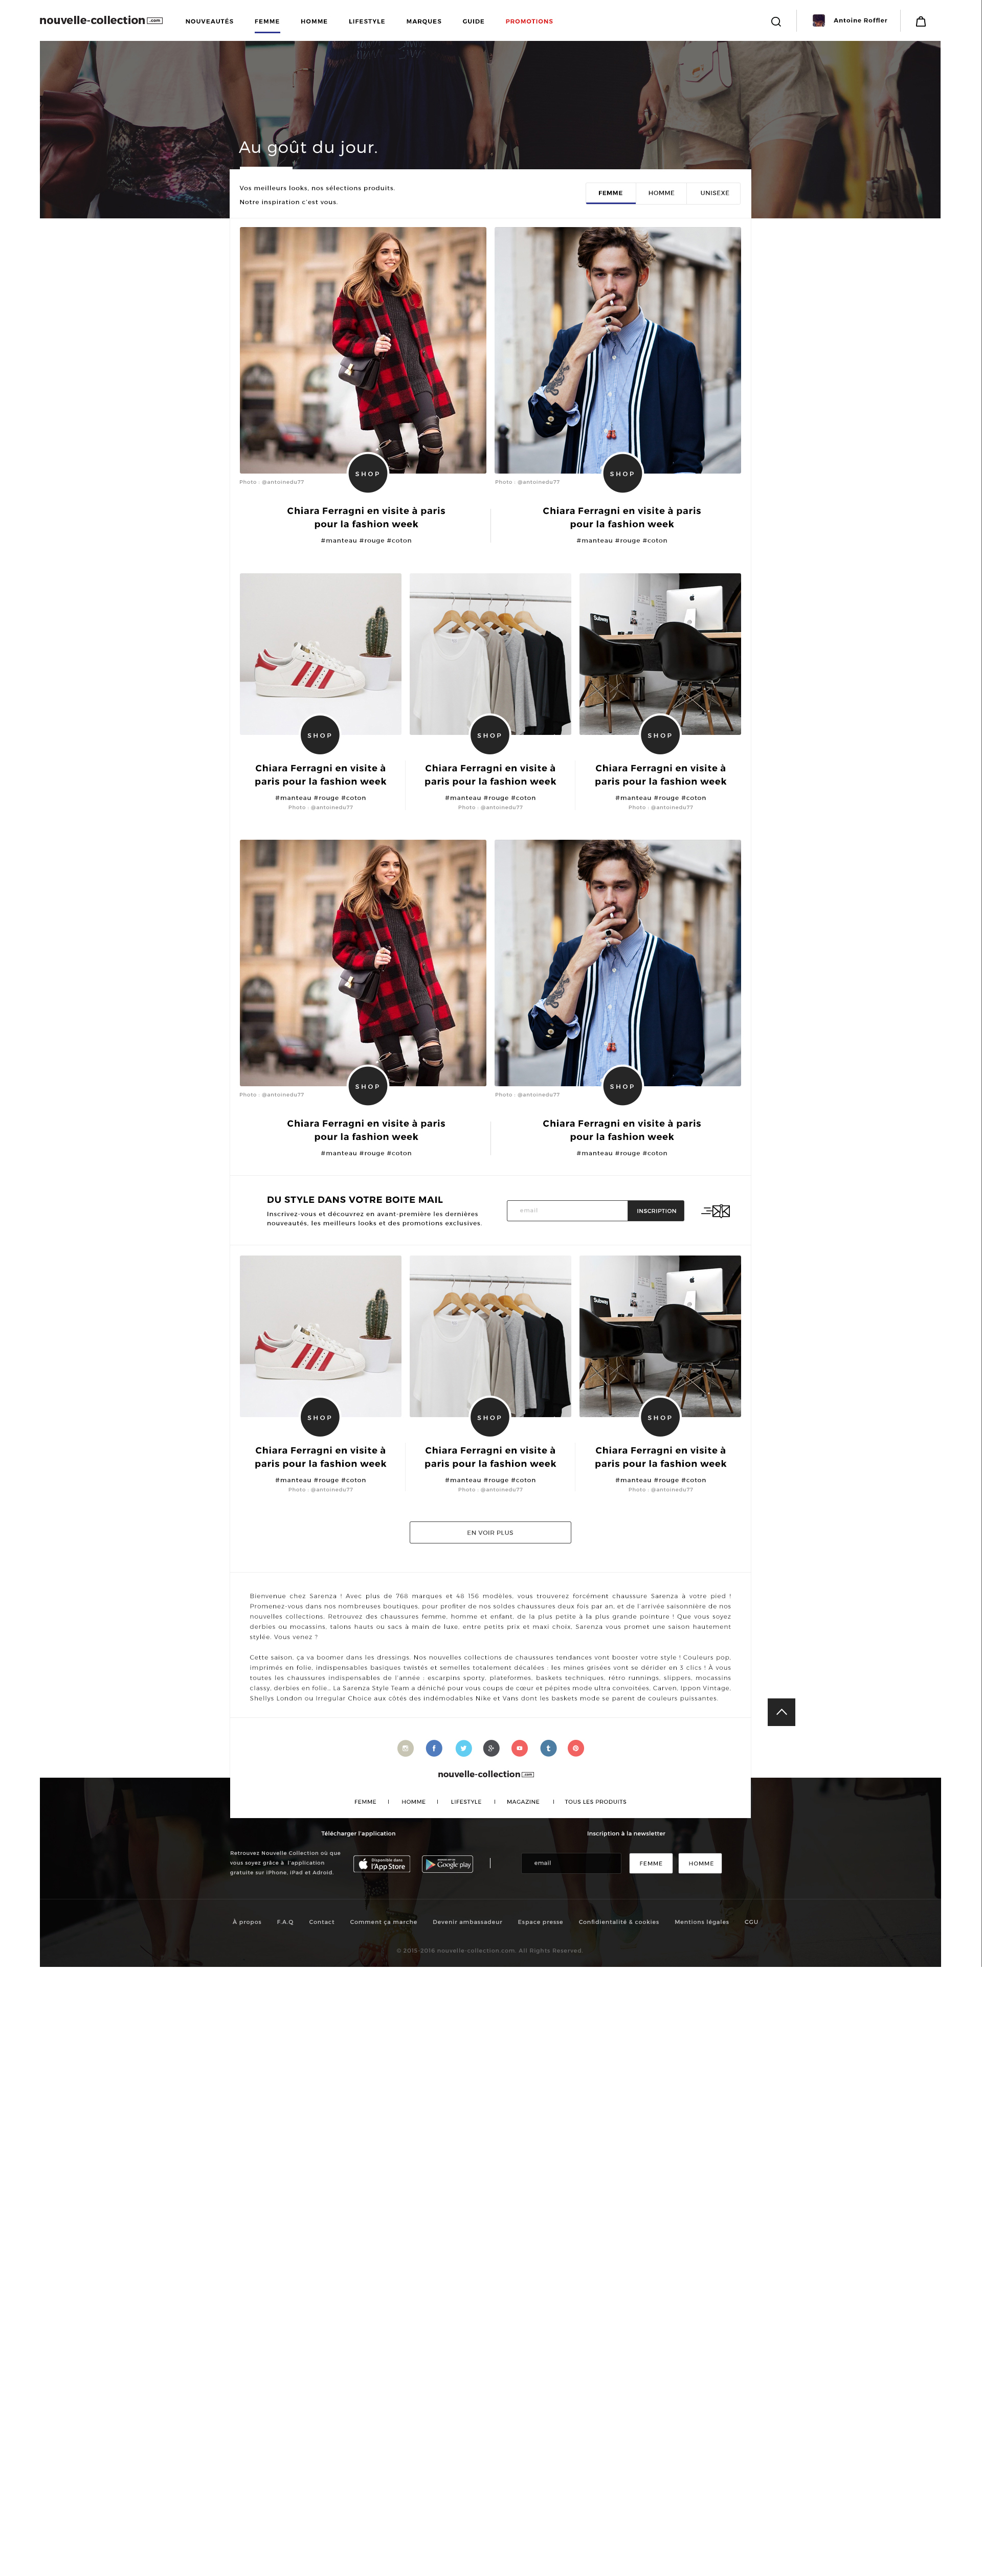 nouvelle-collection .com
NOUVEAUTÉS FEMME HOMME LIFESTYLE MARQUES GUIDE PROMOTIONS
Antoine Roffler
Au goût du jour.
Vos meilleurs looks, nos sélections produits.
Notre inspiration c'est vous.
FEMME HOMME UNISEXE
SHOP SHOP
Photo : @antoinedu77 Photo : @antoinedu77
Chiara Ferragni en visite à paris Chiara Ferragni en visite à paris
pour la fashion week pour la fashion week
#manteau #rouge #coton #manteau #rouge #coton
Subway
SHOP SHOP SHOP
Chiara Ferragni en visite à Chiara Ferragni en visite à Chiara Ferragni en visite à
paris pour la fashion week paris pour la fashion week paris pour la fashion week
#manteau #rouge #coton #manteau #rouge #coton #manteau #rouge #coton
Photo : @antoinedu77 Photo : @antoinedu77 Photo : @antoinedu77
SHOP SHOP
Photo : @antoinedu77 Photo : @antoinedu77
Chiara Ferragni en visite à paris Chiara Ferragni en visite à paris
pour la fashion week pour la fashion week
#manteau #rouge #coton #manteau #rouge #coton
DU STYLE DANS VOTRE BOITE MAIL
Inscrivez-vous et découvrez en avant-première les dernières
nouveautés, les meilleurs looks et des promotions exclusives.
email INSCRIPTION
Subway
SHOP SHOP SHOP
Chiara Ferragni en visite à Chiara Ferragni en visite à Chiara Ferragni en visite à
paris pour la fashion week paris pour la fashion week paris pour la fashion week
#manteau #rouge #coton #manteau #rouge #coton #manteau #rouge #coton
Photo : @antoinedu77 Photo : @antoinedu77 Photo : @antoinedu77
EN VOIR PLUS
Bienvenue chez Sarenza ! Avec plus de 766 marques et 46 156 modèles, vous trouverez forcément chaussure Sarenza à votre pied !
Promenez-vous dans nos nombreuses boutiques, pour profiter de nos soldes chaussures deux fois par an, et de l'arrivée saisonnière de nos
nouvelles collections. Retrouvez des chaussures femme, homme et enfant, de la plus petite à la plus grande pointure ! Que vous soyez
derbies ou mocassins, talons hauts ou sacs à main de luxe, entre petits prix et maxi choix, Sarenza vous promet une saison hautement
stylée. Vous venez ?
Cette saison, ça va boomer dans les dressings. Nos nouvelles collections de chaussures tendances vont booster votre style ! Couleurs pop,
imprimés en folie, indispensables basiques twistés et semelles totalement décalées : les mines grisées vont se dérider en 3 clics ! À vous
toutes les chaussures indispensables de l'année : escarpins sporty, plateformes, baskets techniques, rétro runnings, slippers, mocassins
classy, derbies en folie… La Sarenza Style Team a déniché pour vous coups de cœur et pépites mode ultra convoitées. Carven, Ippon Vintage,
Shellys London ou Irregular Choice aux côtés des indémodables Nike et Vans dont les baskets mode se parent de couleurs puissantes.
nouvelle-collection .com
FEMME | HOMME | LIFESTYLE | MAGAZINE | TOUS LES PRODUITS
Télécharger l'application Inscription à la newsletter
Retrouvez Nouvelle Collection où que
vous soyez grâce à l'application
gratuite sur iPhone, iPad et Adroid.
Disponible dans
l'App Store
Google play
email FEMME HOMME
À propos F.A.Q Contact Comment ça marche Devenir ambassadeur Espace presse Confidientalité & cookies Mentions légales CGU
© 2015-2016 nouvelle-collection.com. All Rights Reserved.